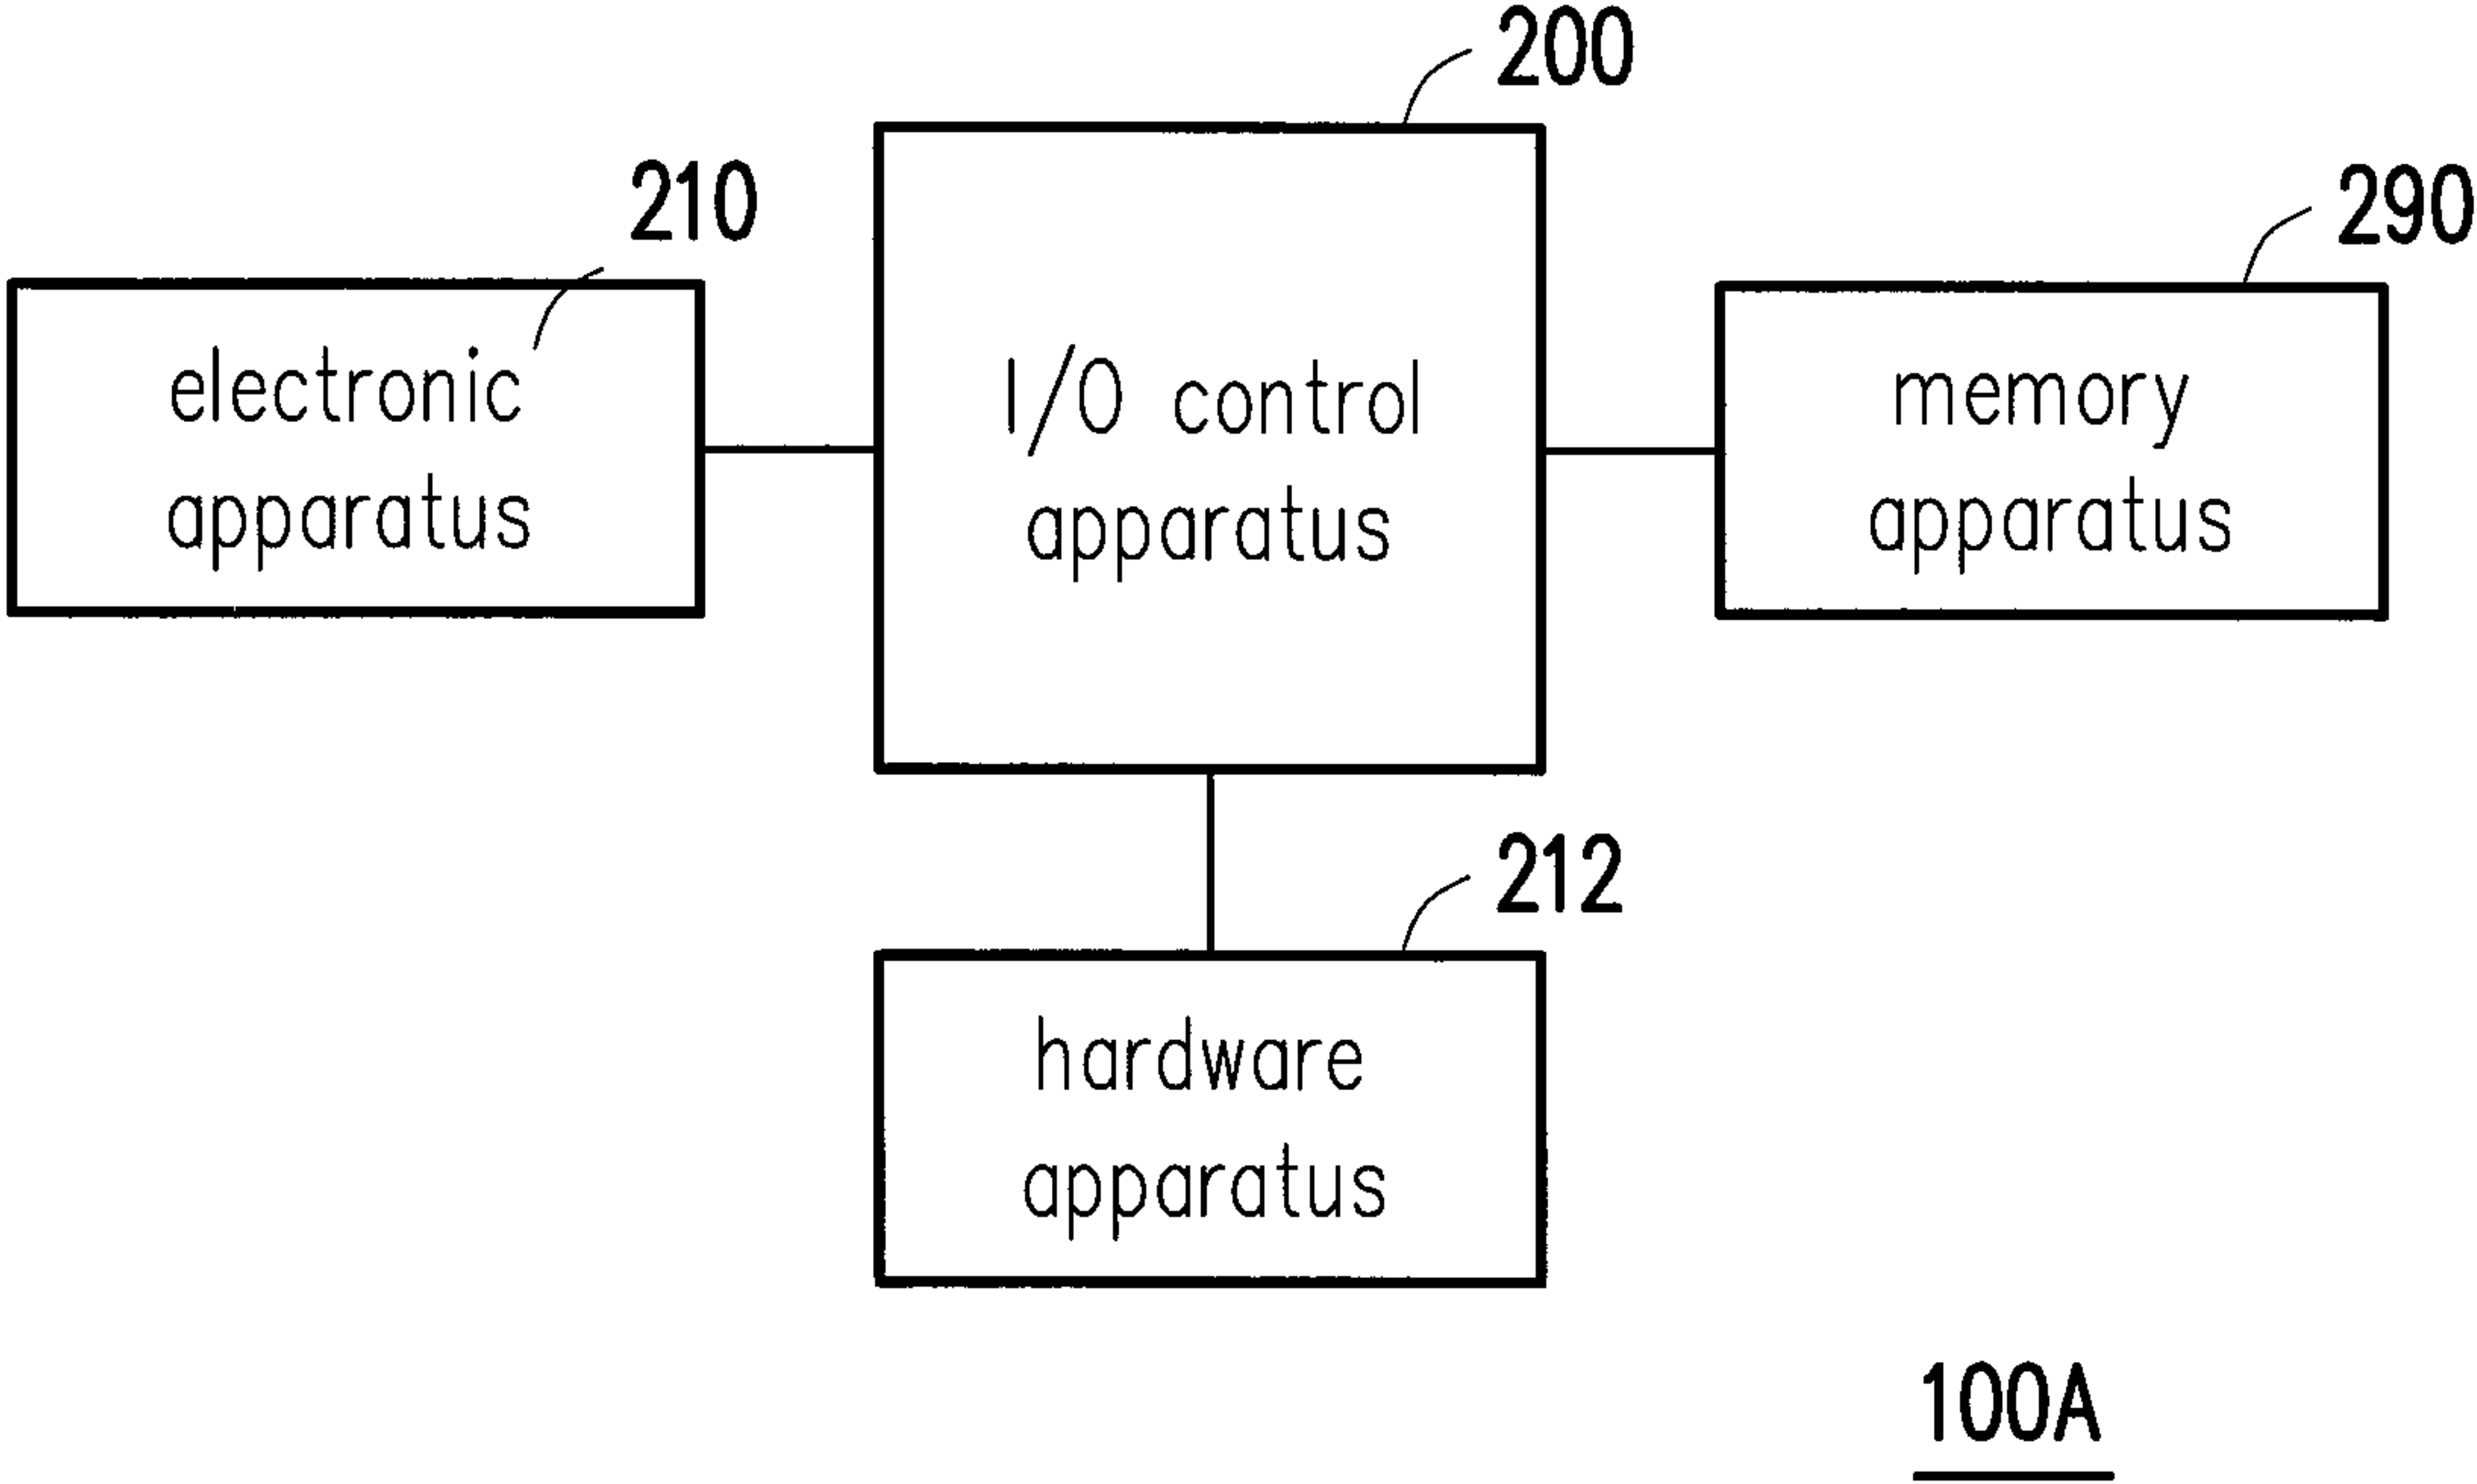 200
210
290
electronic
apparatus
I/O control
apparatus
memory
apparatus
212
hardware
apparatus
100A